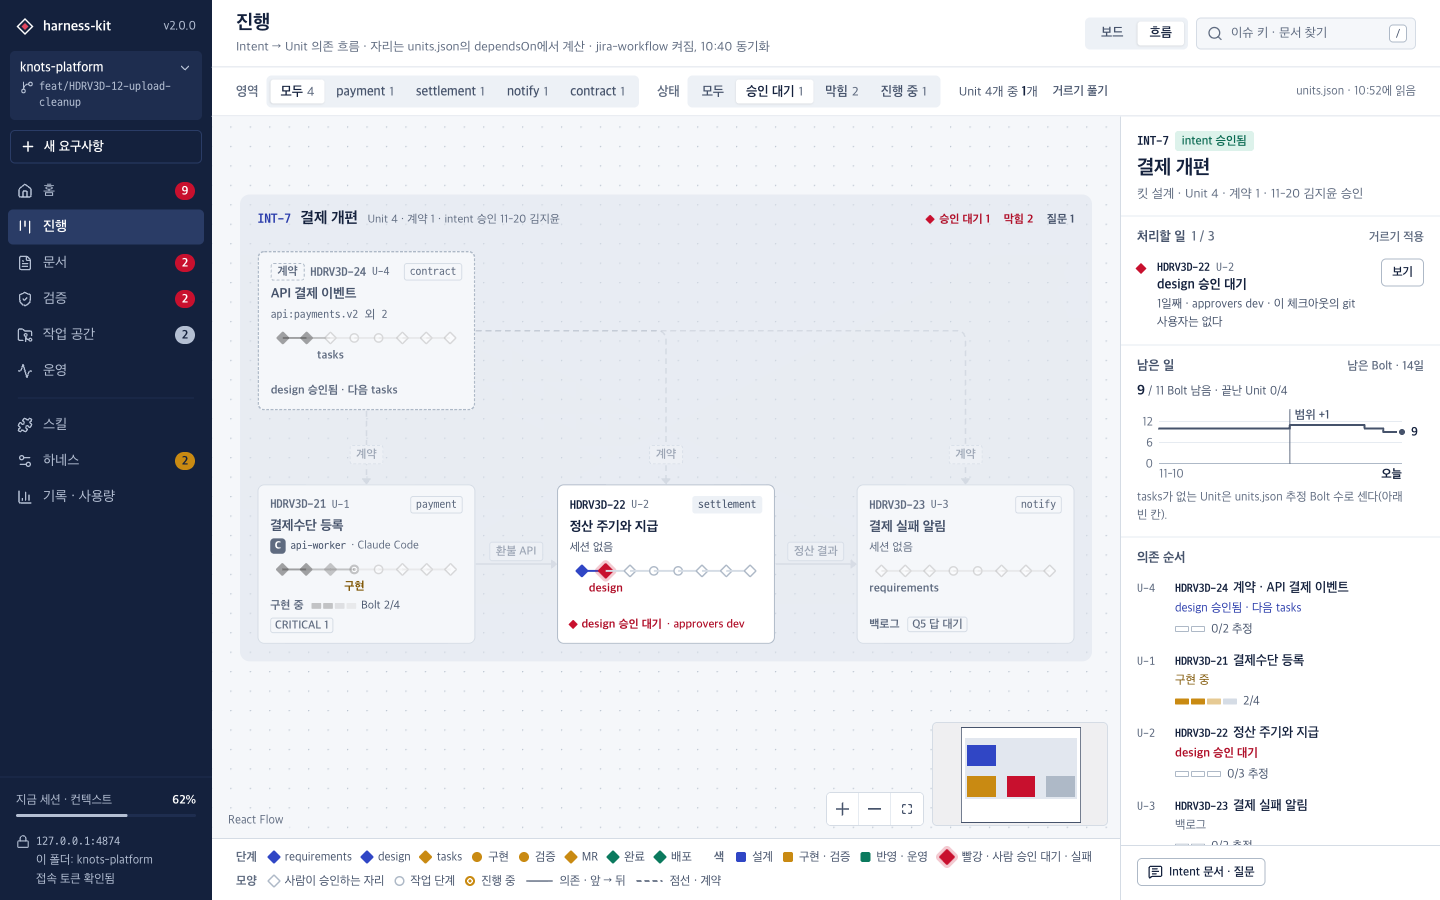 harness-kit v2.0.0
knots-platform
feat/HDRV3D-12-upload-
cleanup
새 요구사항
홈 9
진행
문서 2
검증 2
작업 공간 2
운영
스킬
하네스 2
기록 · 사용량
지금 세션 · 컨텍스트 62%
127.0.0.1:4874
이 폴더: knots-platform
접속 토큰 확인됨
진행
Intent → Unit 의존 흐름 · 자리는 units.json의 dependsOn에서 계산 · jira-workflow 켜짐, 10:40 동기화
보드 흐름
이슈 키 · 문서 찾기 /
영역 모두 4 payment 1 settlement 1 notify 1 contract 1 상태 모두 승인 대기 1 막힘 2 진행 중 1 Unit 4개 중 1개 거르기 풀기
units.json · 10:52에 읽음
INT-7 결제 개편 Unit 4 · 계약 1 · intent 승인 11-20 김지윤
승인 대기 1 막힘 2 질문 1
계약 HDRV3D-24 U-4 contract
API 결제 이벤트
api:payments.v2 외 2
tasks
design 승인됨 · 다음 tasks
계약
계약
계약
HDRV3D-21 U-1 payment
결제수단 등록
C api-worker · Claude Code
구현
구현 중 Bolt 2/4
CRITICAL 1
환불 API
HDRV3D-22 U-2 settlement
정산 주기와 지급
세션 없음
design
design 승인 대기 · approvers dev
정산 결과
HDRV3D-23 U-3 notify
결제 실패 알림
세션 없음
requirements
백로그 Q5 답 대기
React Flow
단계 requirements design tasks 구현 검증 MR 완료 배포 색 설계 구현 · 검증 반영 · 운영 빨강 · 사람 승인 대기 · 실패
모양 사람이 승인하는 자리 작업 단계 진행 중 의존 · 앞 → 뒤 점선 · 계약
INT-7 intent 승인됨
결제 개편
킷 설계 · Unit 4 · 계약 1 · 11-20 김지윤 승인
처리할 일 1 / 3 거르기 적용
HDRV3D-22 U-2
design 승인 대기
1일째 · approvers dev · 이 체크아웃의 git
사용자는 없다
보기
남은 일 남은 Bolt · 14일
9 / 11 Bolt 남음 · 끝난 Unit 0/4
범위 +1
12
9
6
0
11-10 오늘
tasks가 없는 Unit은 units.json 추정 Bolt 수로 센다(아래
빈 칸).
의존 순서
U-4 HDRV3D-24 계약 · API 결제 이벤트
design 승인됨 · 다음 tasks
0/2 추정
U-1 HDRV3D-21 결제수단 등록
구현 중
2/4
U-2 HDRV3D-22 정산 주기와 지급
design 승인 대기
0/3 추정
U-3 HDRV3D-23 결제 실패 알림
백로그
0/2 추정
Intent 문서 · 질문